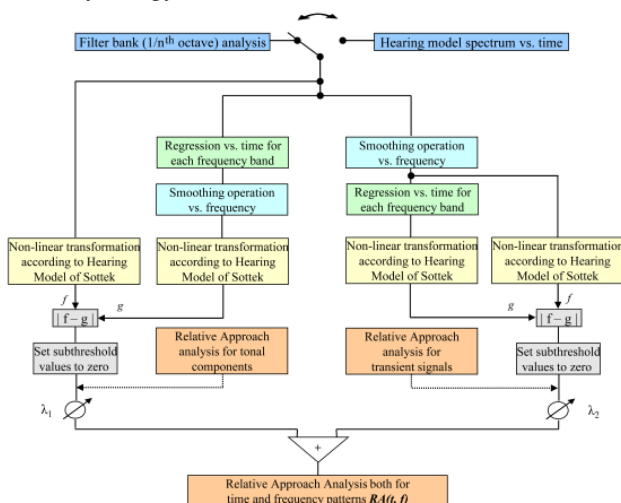 Filter bank (1/nth octave) analysis
Hearing model spectrum vs. time
Regression vs. time for
each frequency band
Smoothing operation
vs. frequency
Smoothing operation
vs. frequency
Regression vs. time for
each frequency band
Non-linear transformation
according to Hearing
Model of Sottek
Non-linear transformation
according to Hearing
Model of Sottek
Non-linear transformation
according to Hearing
Model of Sottek
Non-linear transformation
according to Hearing
Model of Sottek
f
g
g
f
| f – g |
| f – g |
Set subthreshold
values to zero
Relative Approach
analysis for tonal
components
Relative Approach
analysis for
transient signals
Set subthreshold
values to zero
λ1
λ2
+
Relative Approach Analysis both for
time and frequency patterns RA(t, f)